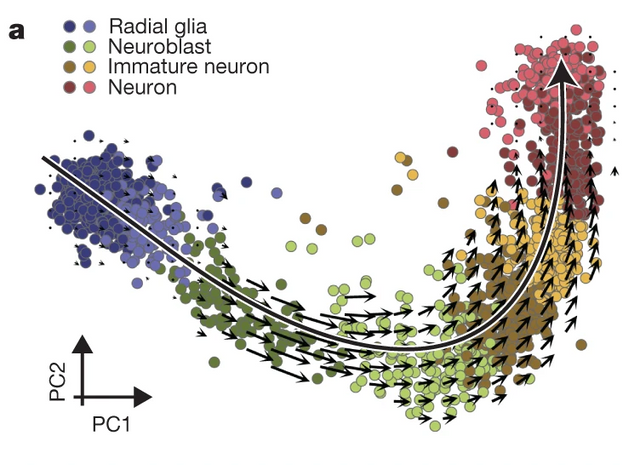 a
Radial glia
Neuroblast
Immature neuron
Neuron
PC2
PC1